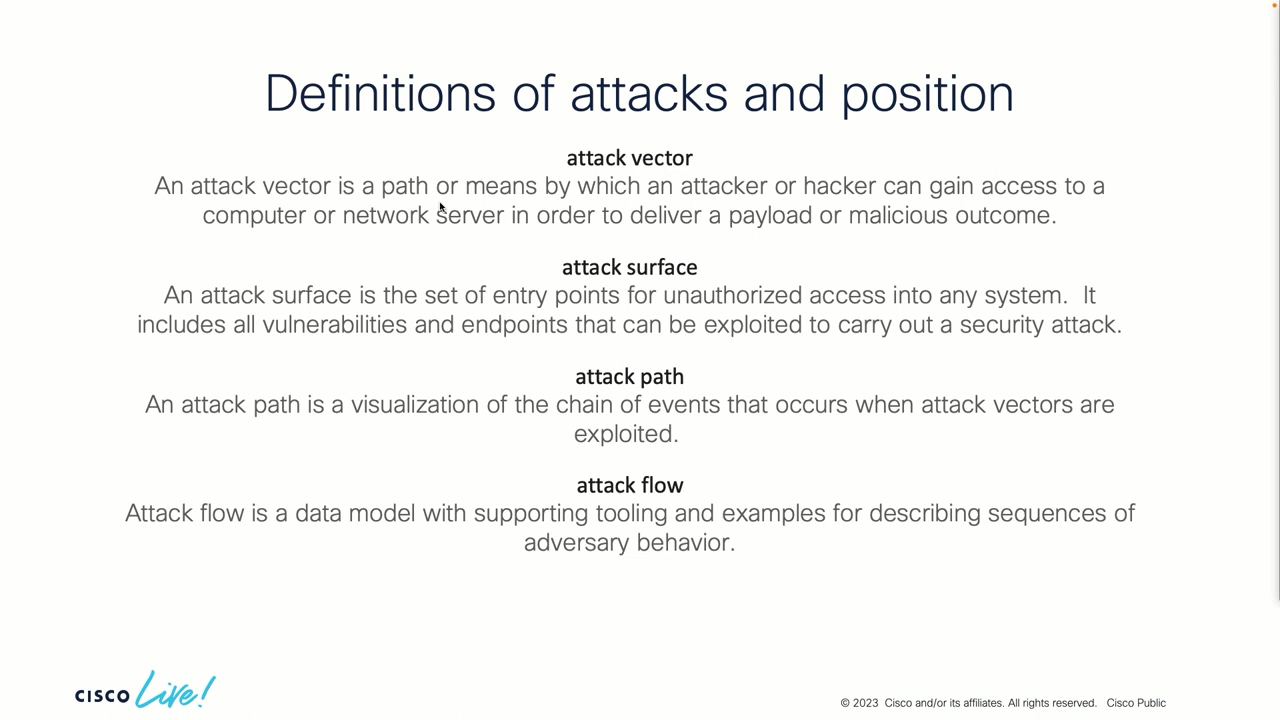 Definitions of attacks and position
attack vector
An attack vector is a path or means by which an attacker or hacker can gain access to a
computer or network server in order to deliver a payload or malicious outcome.
attack surface
An attack surface is the set of entry points for unauthorized access into any system.  It
includes all vulnerabilities and endpoints that can be exploited to carry out a security attack.
attack path
An attack path is a visualization of the chain of events that occurs when attack vectors are
exploited.
attack flow
Attack flow is a data model with supporting tooling and examples for describing sequences of
adversary behavior.
CISCO Live!
© 2023  Cisco and/or its affiliates. All rights reserved.   Cisco Public